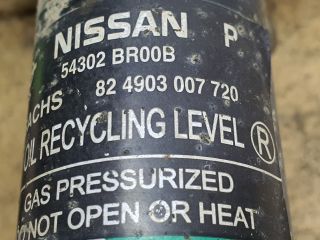 NISSAN P
54302 BR00B
ACHS 82 4903 007 720
OIL RECYCLING LEVEL ®
GAS PRESSURIZED
NOT OPEN OR HEAT